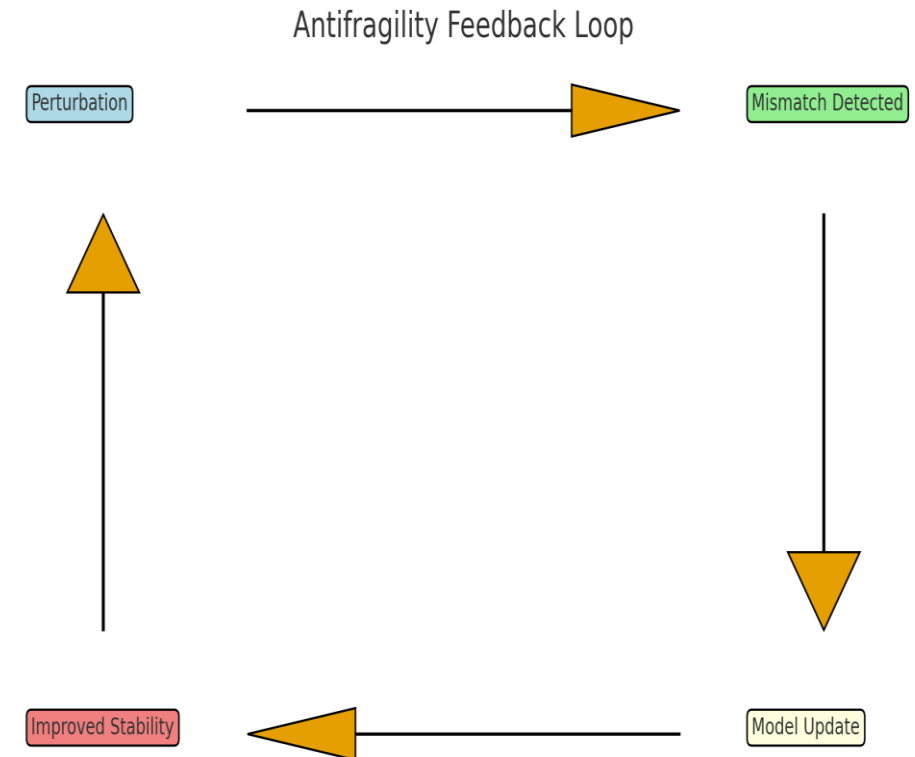 Antifragility Feedback Loop
Perturbation
Mismatch Detected
Improved Stability
Model Update